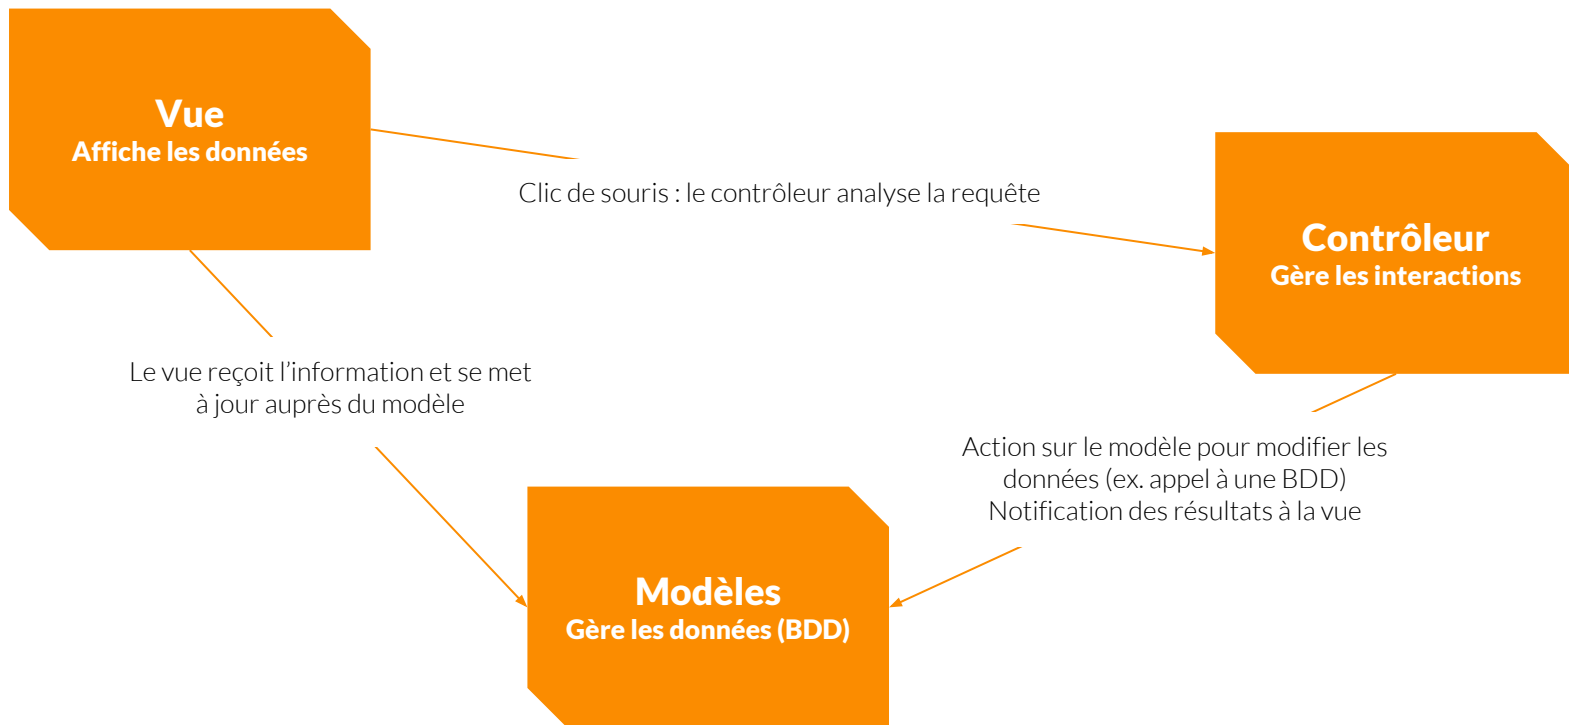 Vue
Affiche les données
Clic de souris : le contrôleur analyse la requête
Contrôleur
Gère les interactions
Le vue reçoit l’information et se met
à jour auprès du modèle
Action sur le modèle pour modifier les
données (ex. appel à une BDD)
Notification des résultats à la vue
Modèles
Gère les données (BDD)